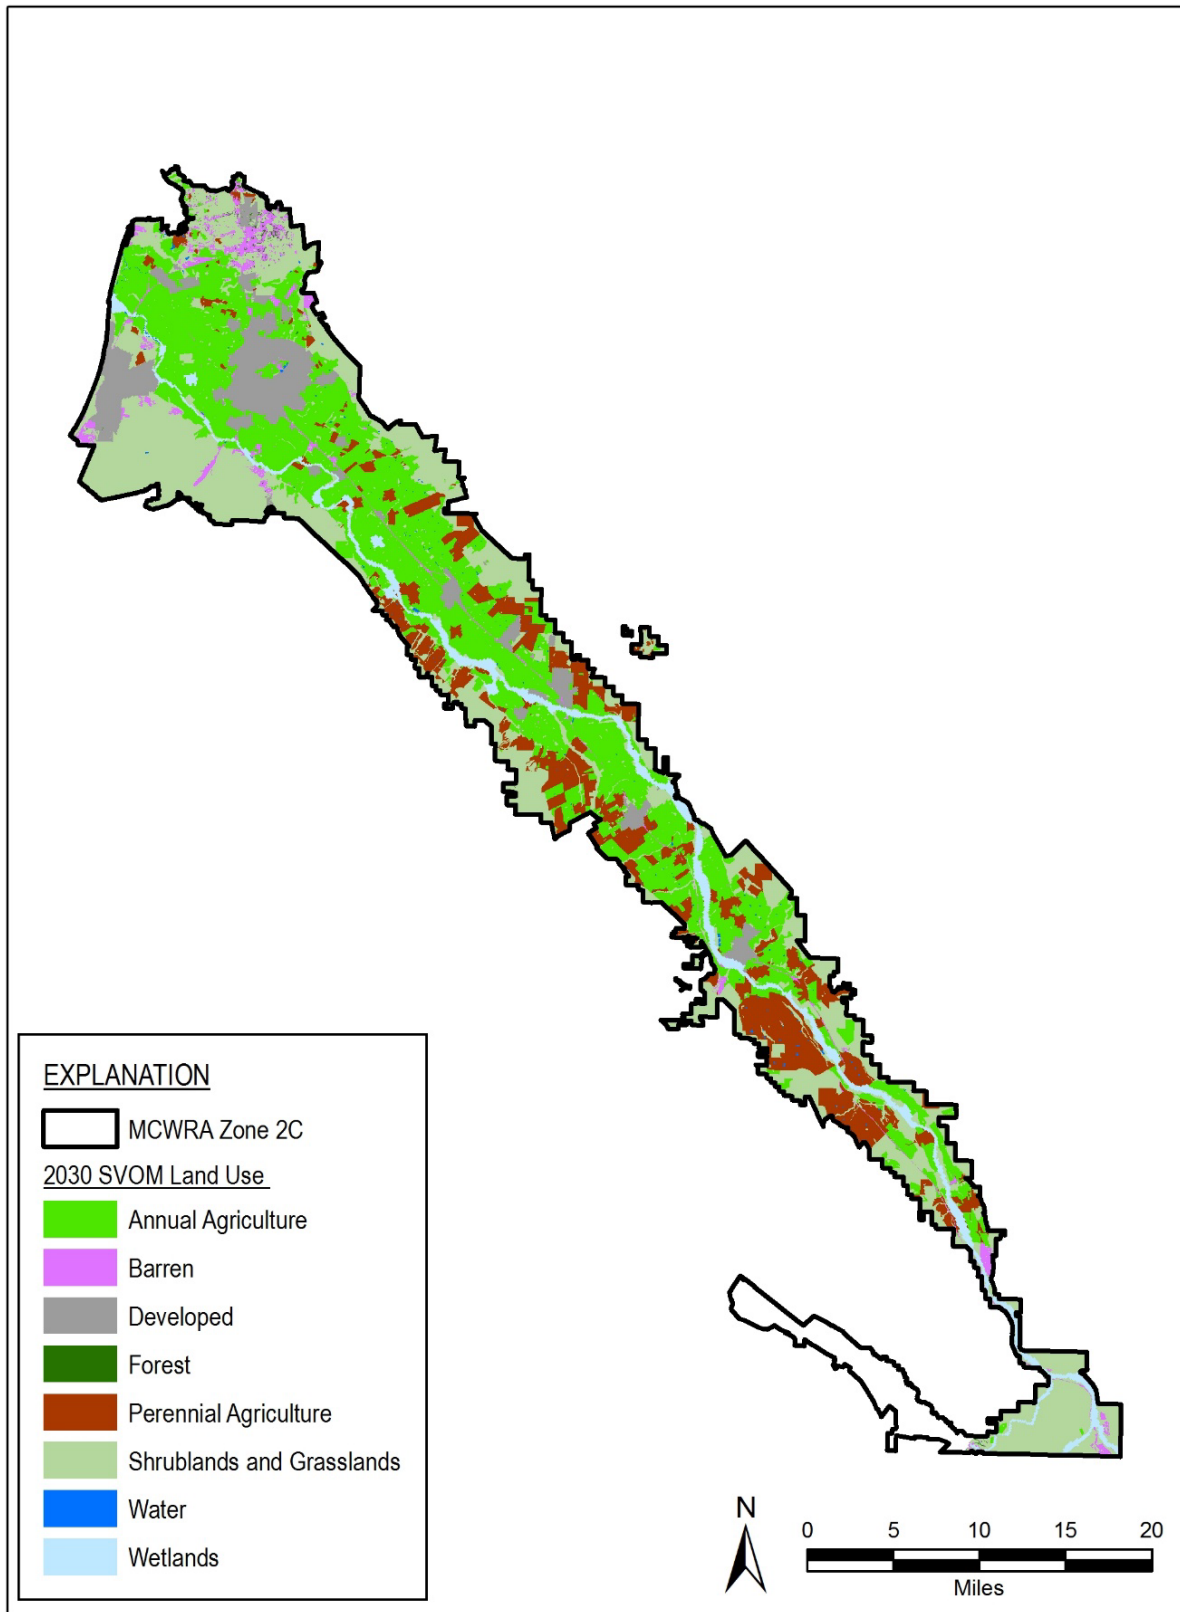 EXPLANATION
MCWRA Zone 2C
2030 SVOM Land Use
Annual Agriculture
Barren
Developed
Forest
Perennial Agriculture
Shrublands and Grasslands
Water
Wetlands
N
0 5 10 15 20
Miles